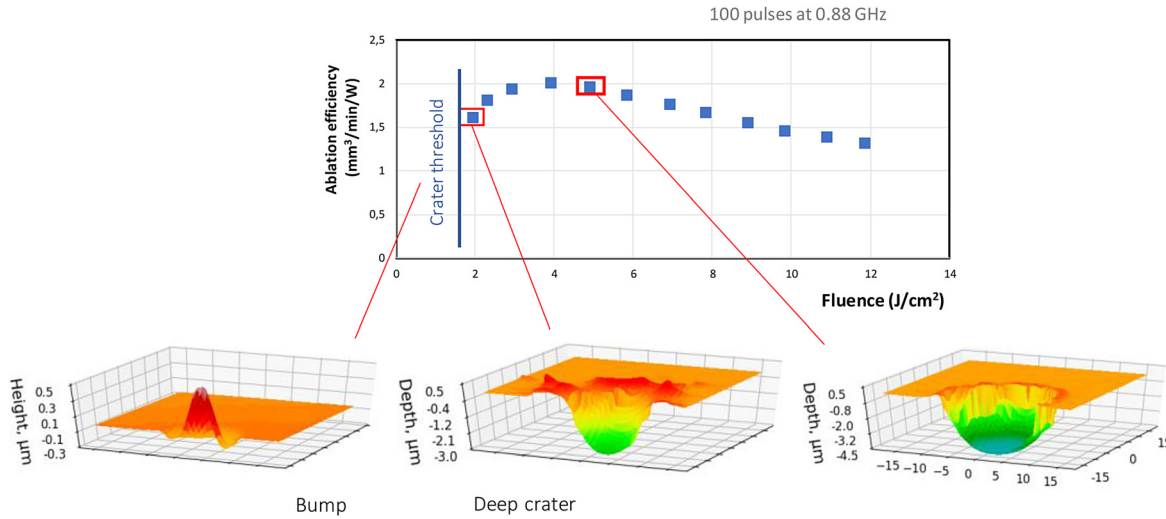 100 pulses at 0.88 GHz
Ablation efficiency
(mm³/min/W)
2,5
2
1,5
1
0,5
0
Crater threshold
0 2 4 6 8 10 12 14
Fluence (J/cm²)
Height, μm
0.5
0.3
0.1
-0.1
-0.3
Depth, μm
0.5
-0.4
-1.2
-2.1
-3.0
Depth, μm
0.5
-0.8
-2.0
-3.2
-4.5
-15 -10 -5 0 5 10 15
-15 0 15
Bump
Deep crater